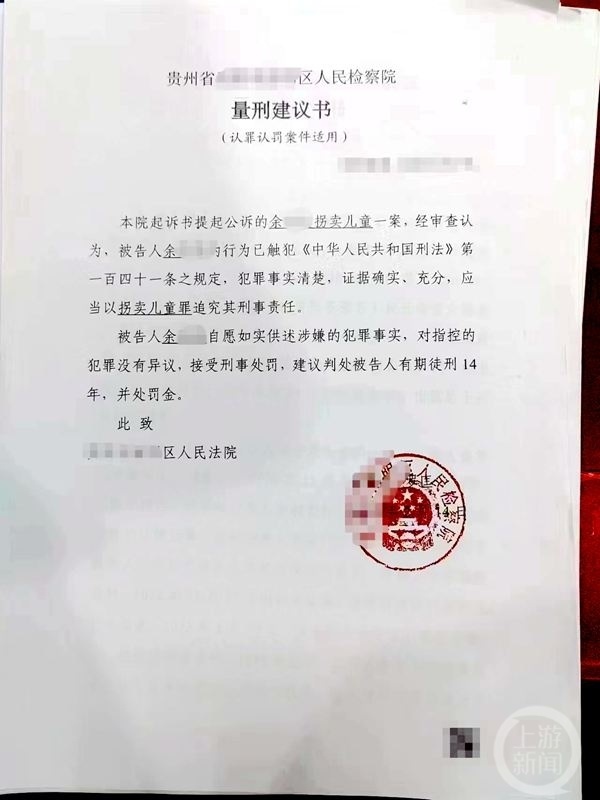 贵州省 区人民检察院
量刑建议书
(认罪认罚案件适用)
本院起诉书提起公诉的余 拐卖儿童一案，经审查认
为，被告人余 的行为已触犯《中华人民共和国刑法》第
一百四十一条之规定，犯罪事实清楚，证据确实、充分，应
当以拐卖儿童罪追究其刑事责任。
被告人余 自愿如实供述涉嫌的犯罪事实，对指控的
犯罪没有异议，接受刑事处罚，建议判处被告人有期徒刑14
年，并处罚金。
此 致
区人民法院
人民检察院
上游新闻